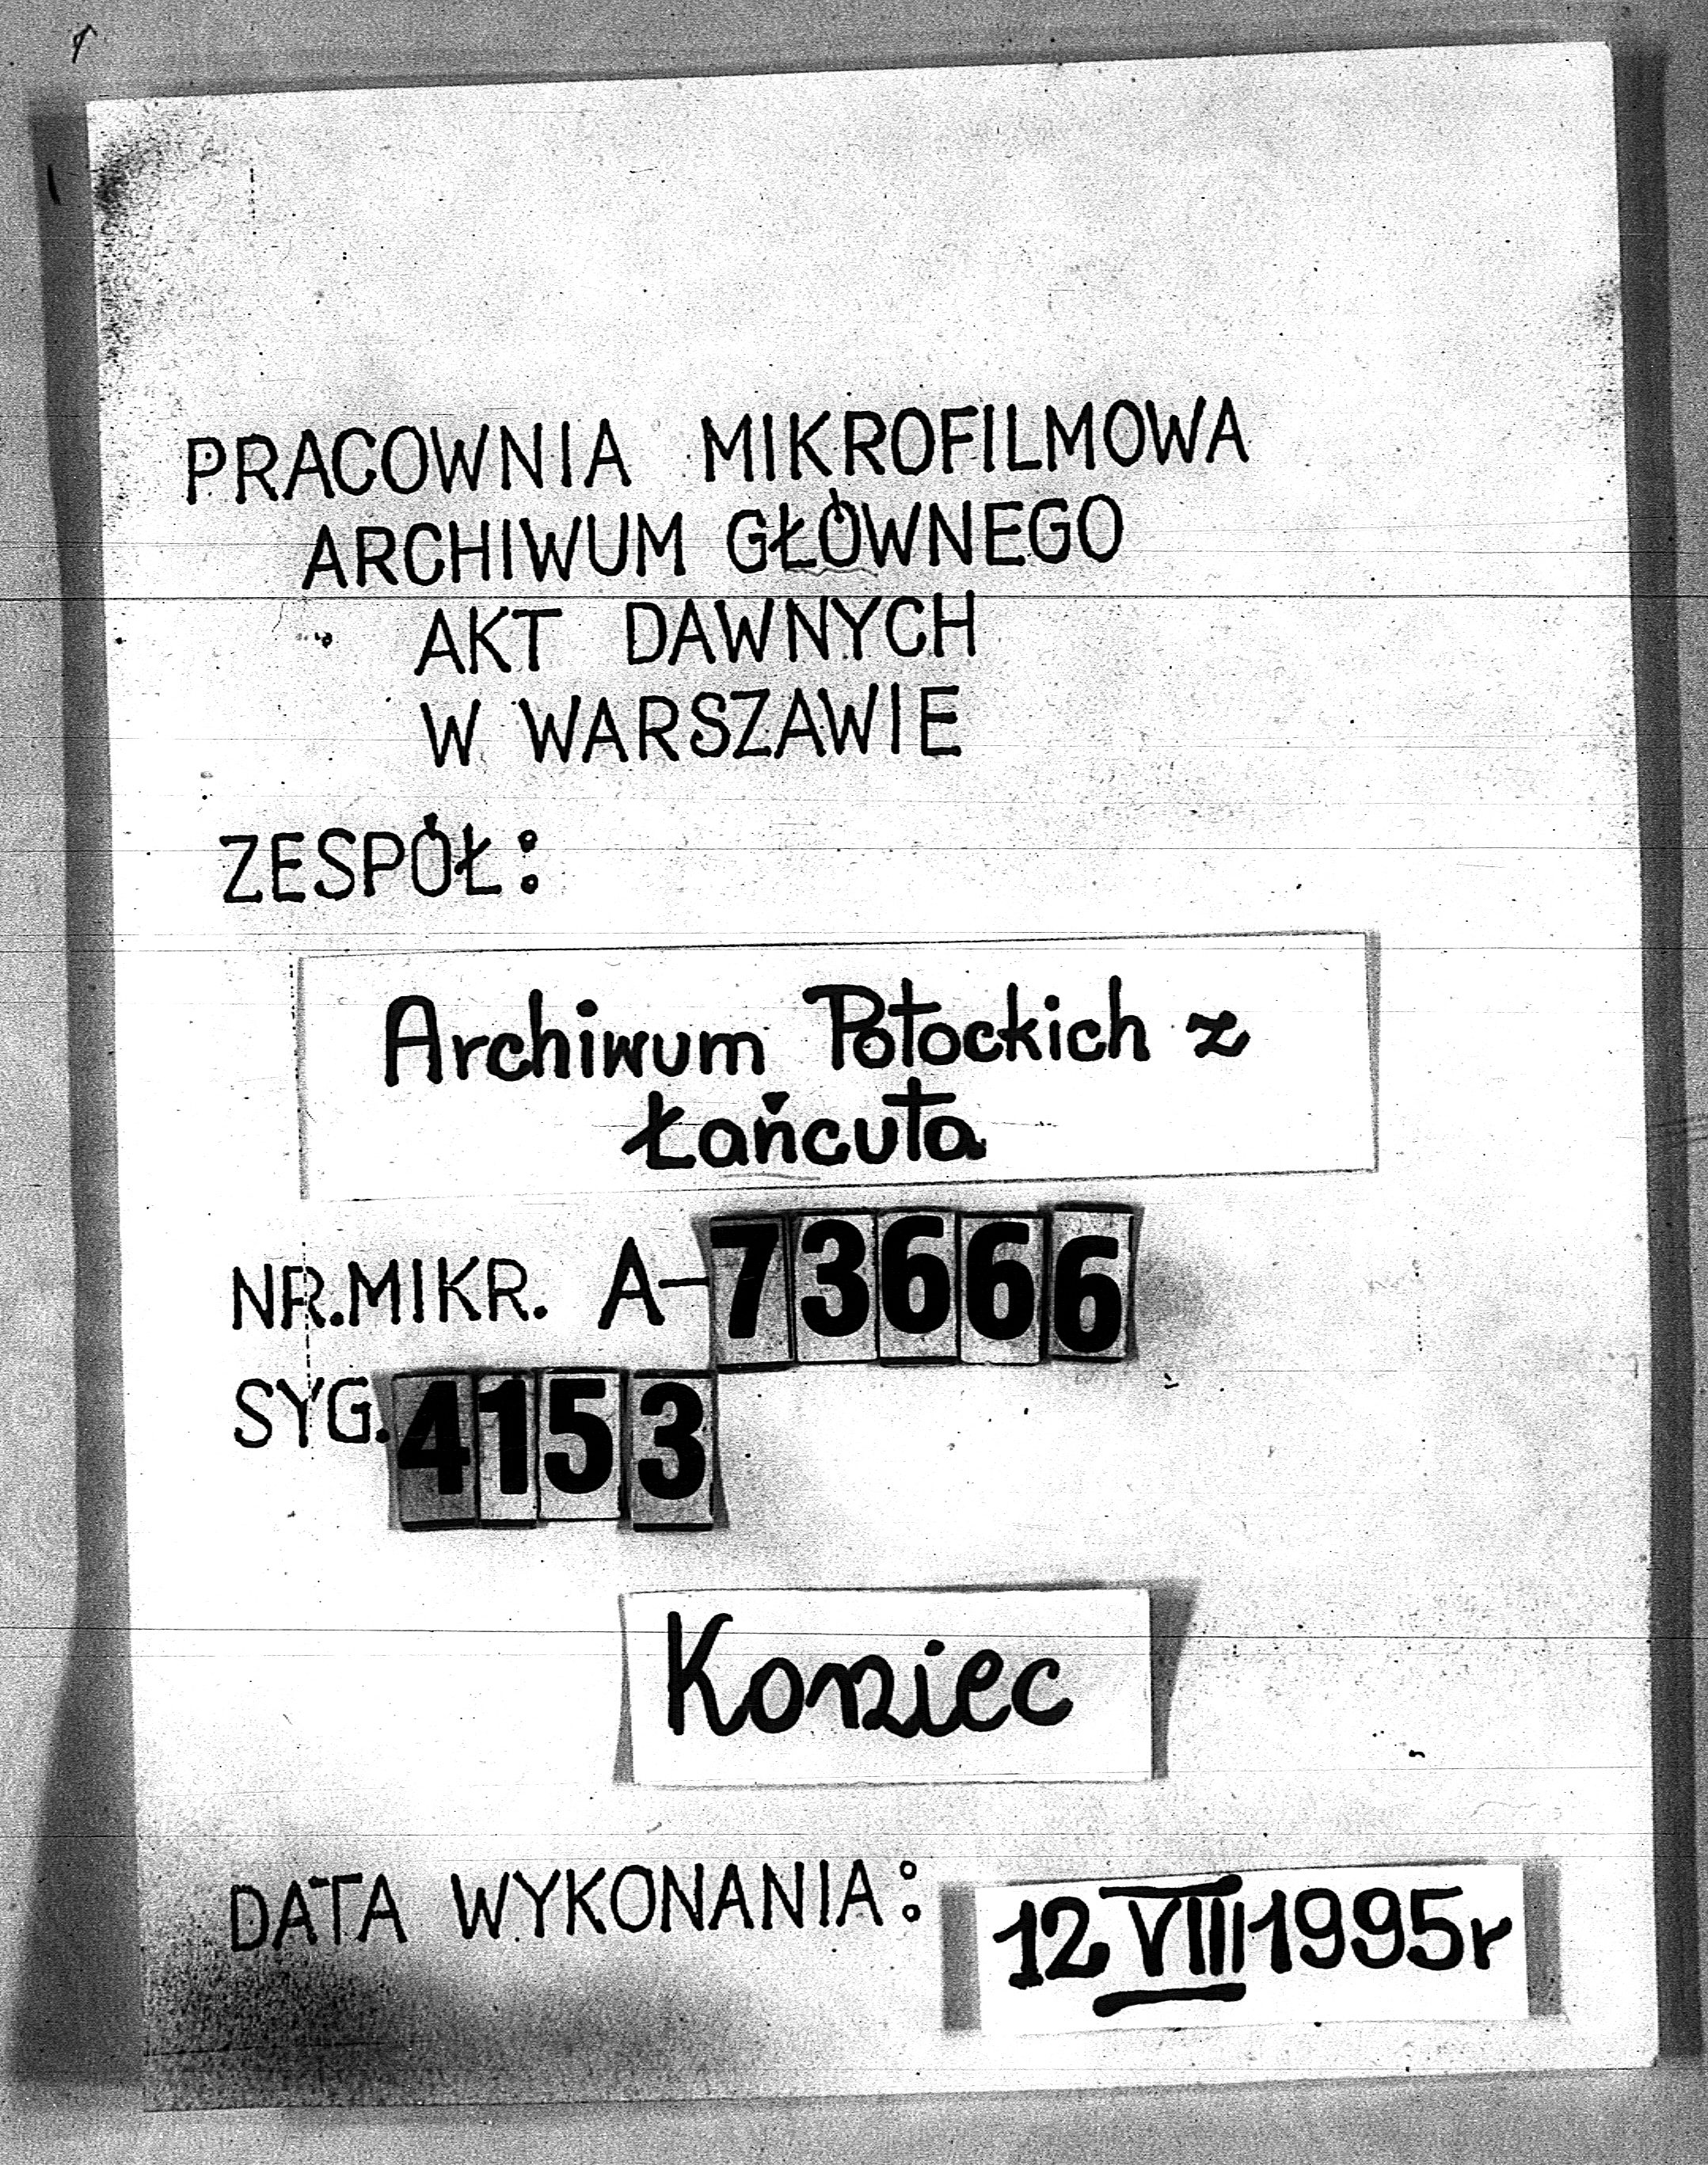 PRACOWNIA MIKROFILMOWA
ARCHIWUM GŁÓWNEGO
AKT DAWNYCH
W WARSZAWIE
ZESPÓŁ:
Archiwum Potockich z
Łańcuta
NR.MIKR. A-73666
SYG. 4153
Koniec
DATA WYKONANIA: 12 VIII 1995r